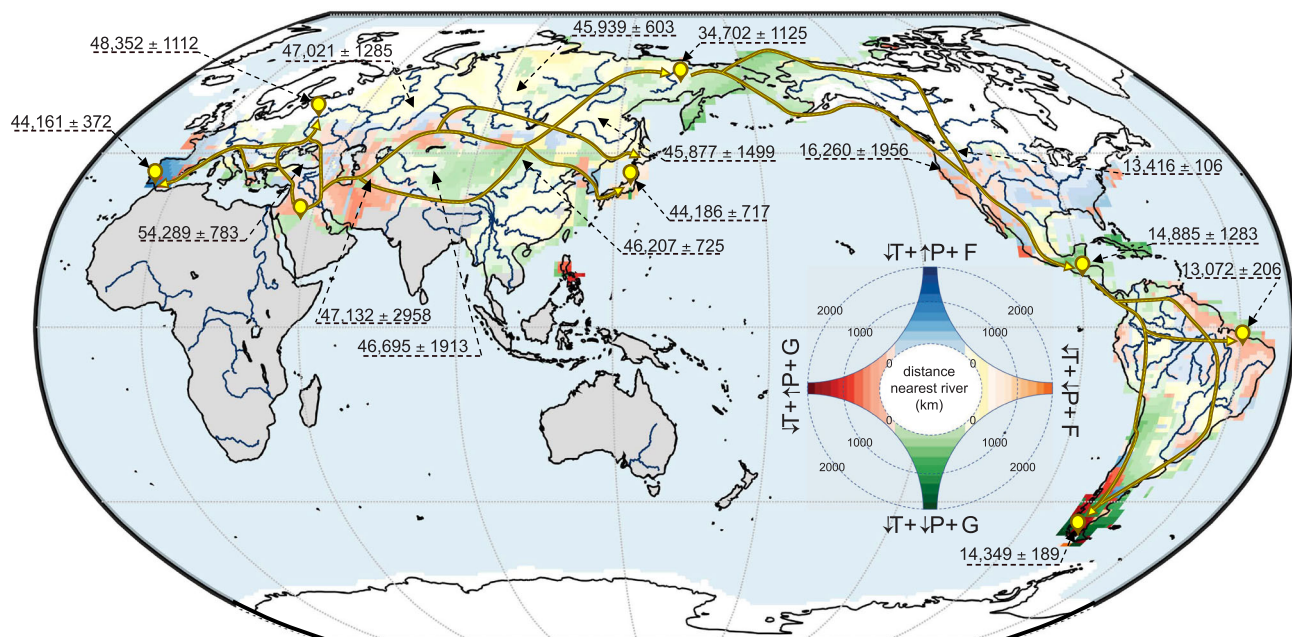 45,939 ± 603
34,702 ± 1125
48,352 ± 1112
47,021 ± 1285
44,161 ± 372
45,877 ± 1499
16,260 ± 1956
13,416 ± 106
44,186 ± 717
54,289 ± 783
46,207 ± 725
14,885 ± 1283
13,072 ± 206
47,132 ± 2958
46,695 ± 1913
↓T+↑P+F
2000
2000
1000
1000
0
0
distance
nearest river
(km)
↓T+↑P+G
↓T+↓P+F
0
0
1000
1000
2000
2000
↓T+↓P+G
14,349 ± 189